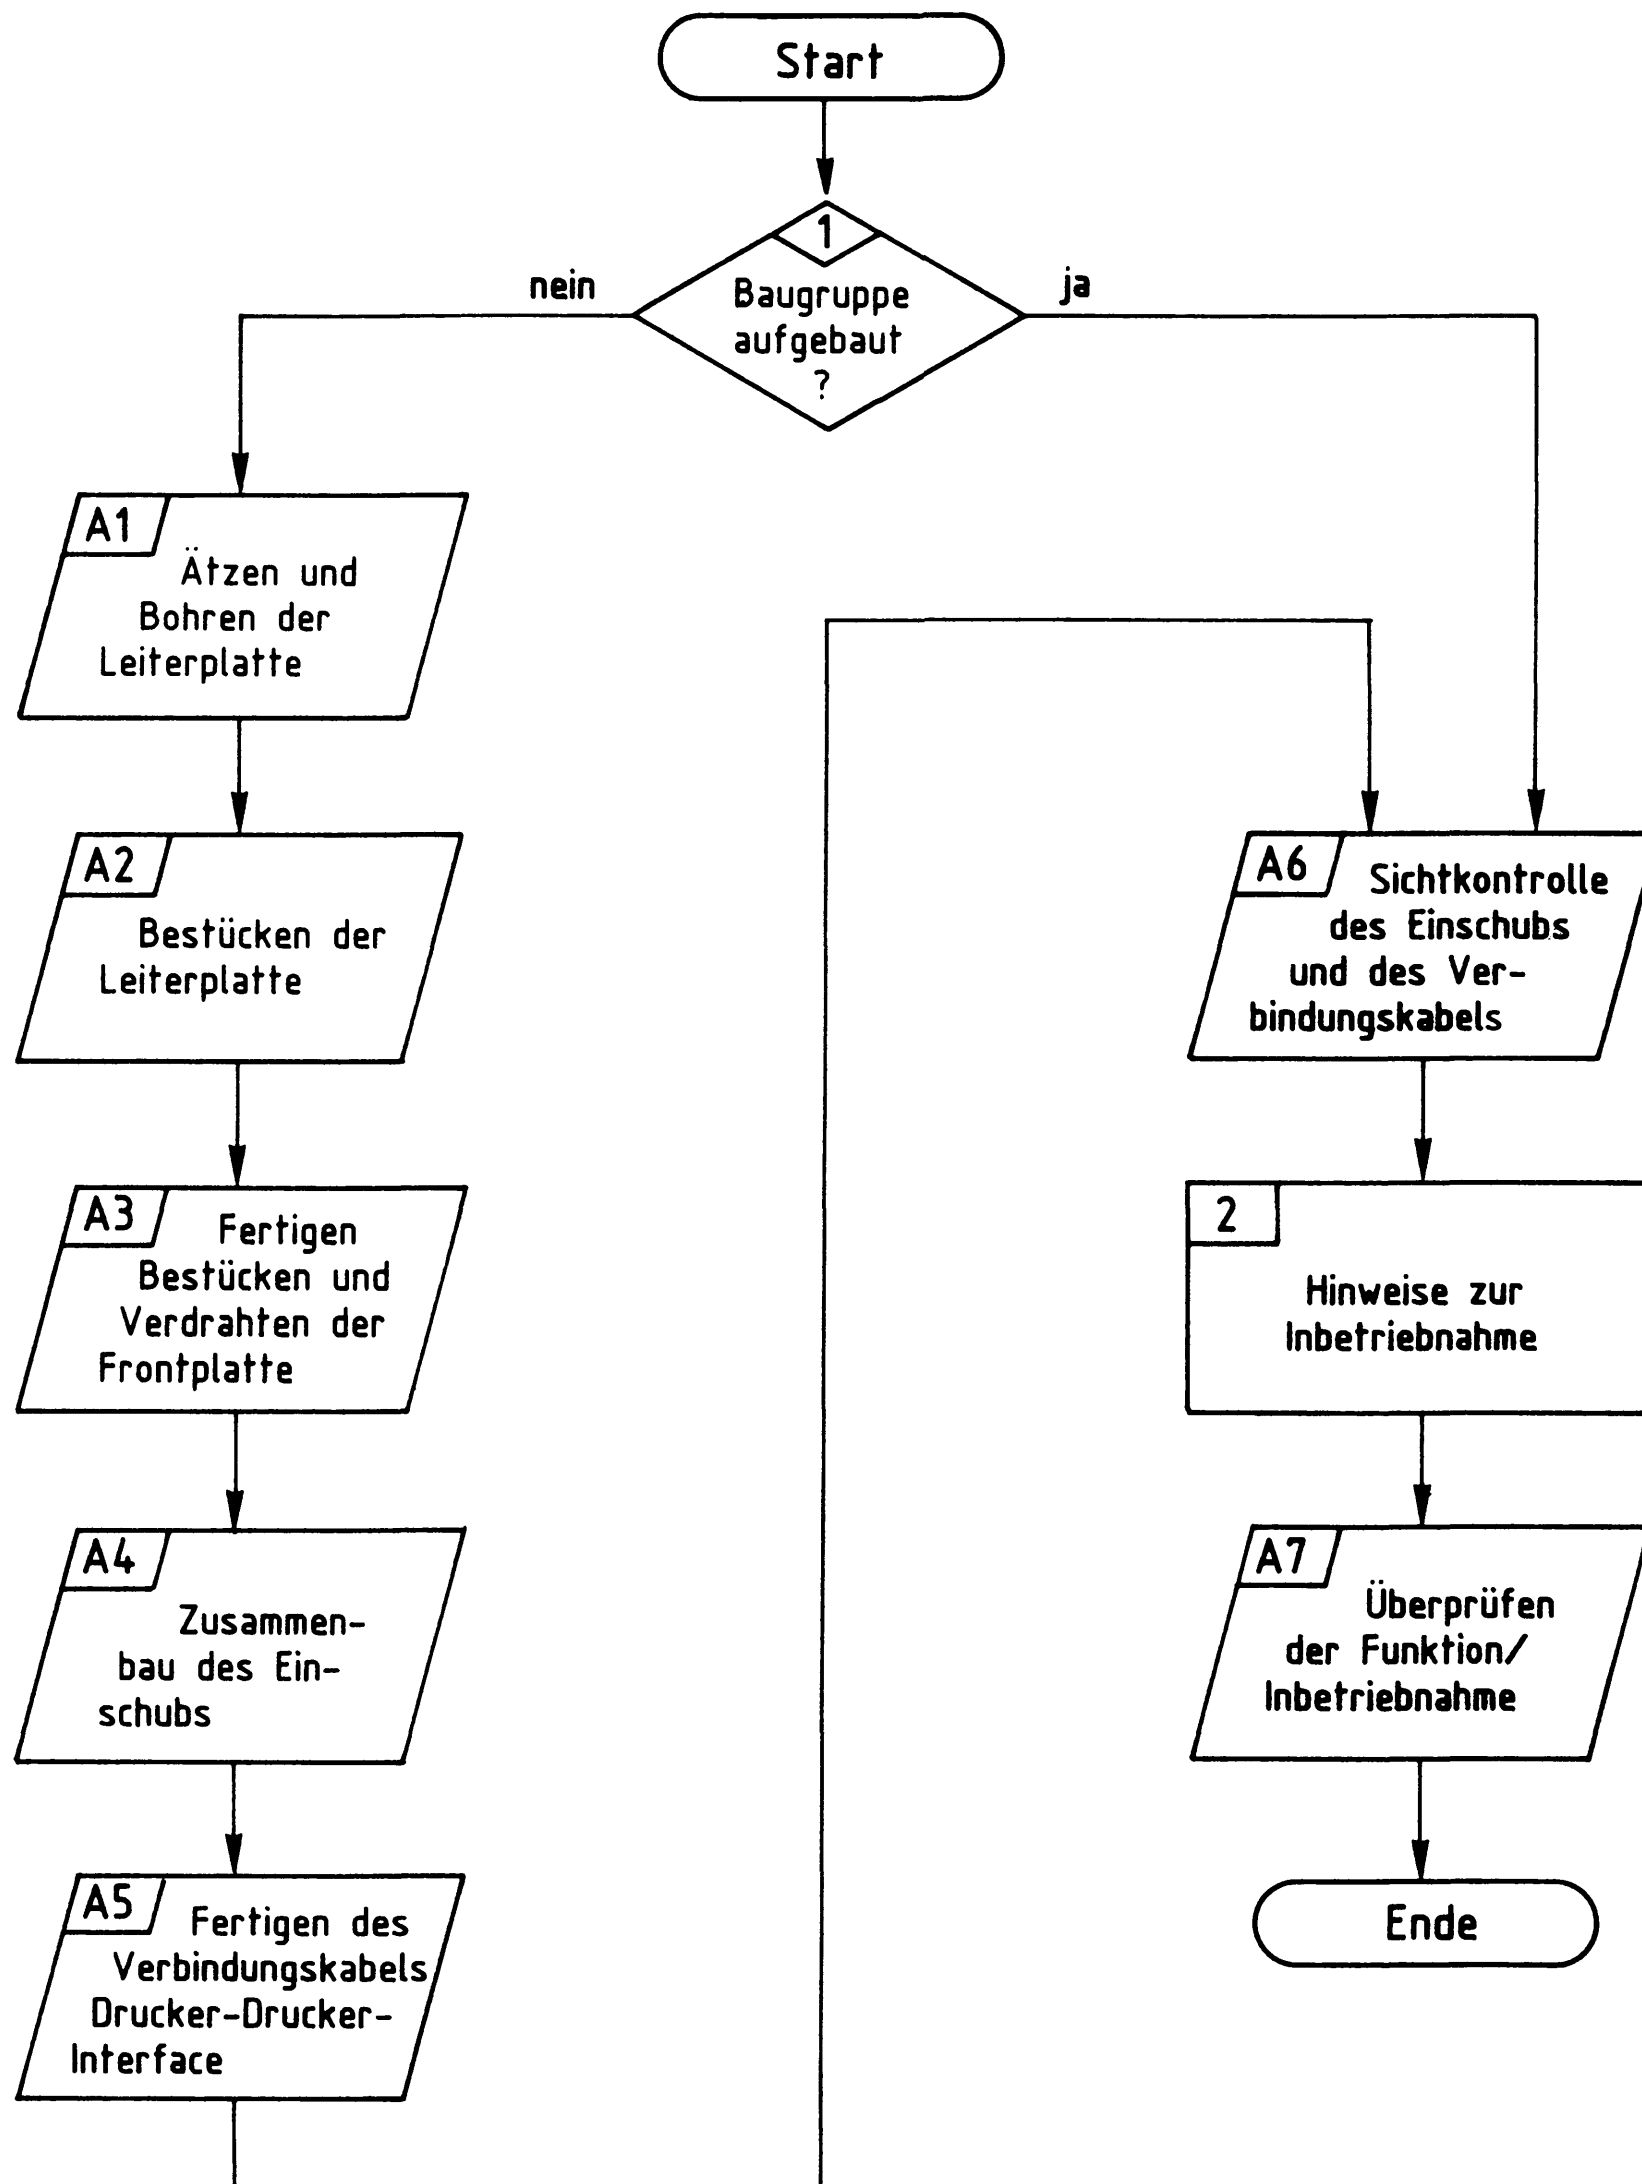 Start
1
Baugruppe
aufgebaut
?
nein
ja
A1
Ätzen und
Bohren der
Leiterplatte
A2
Bestücken der
Leiterplatte
A3
Fertigen
Bestücken und
Verdrahten der
Frontplatte
A4
Zusammen-
bau des Ein-
schubs
A5
Fertigen des
Verbindungskabels
Drucker-Drucker-
Interface
A6
Sichtkontrolle
des Einschubs
und des Ver-
bindungskabels
2
Hinweise zur
Inbetriebnahme
A7
Überprüfen
der Funktion/
Inbetriebnahme
Ende